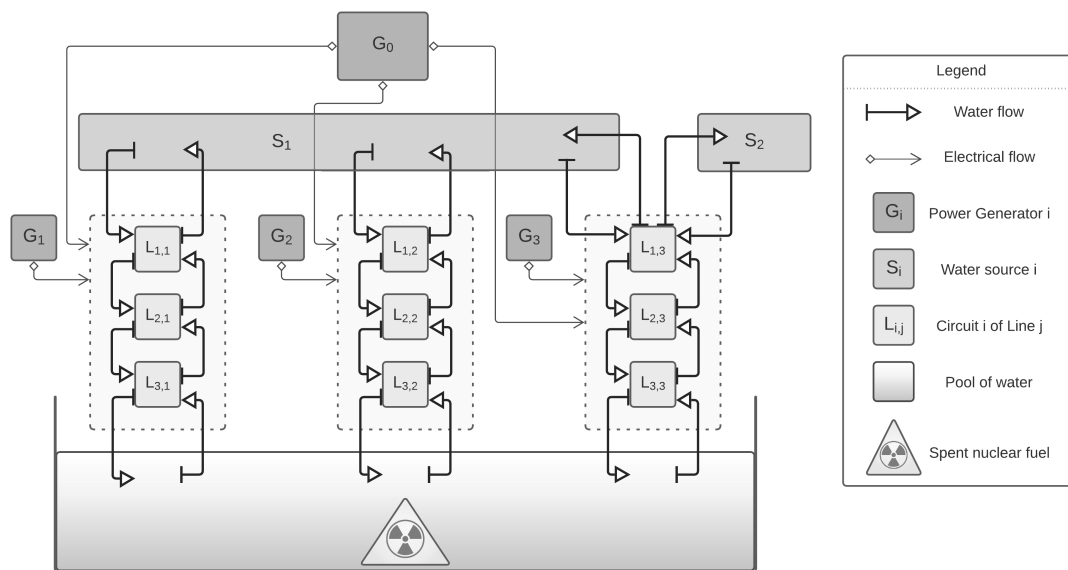 G0
S1
S2
G1
L1,1
G2
L1,2
G3
L1,3
L2,1
L2,2
L2,3
L3,1
L3,2
L3,3
Legend
Water flow
Electrical flow
Gi Power Generator i
Si Water source i
Li,j Circuit i of Line j
Pool of water
Spent nuclear fuel